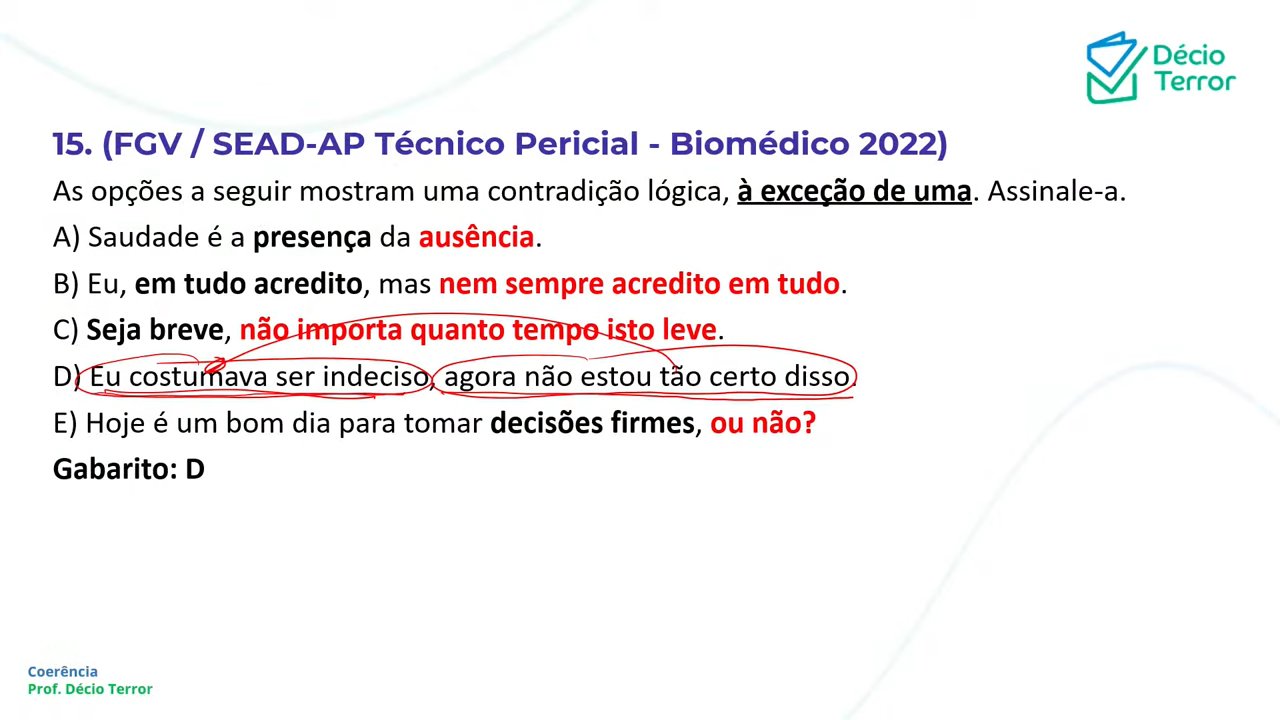 Décio
Terror
15. (FGV / SEAD-AP Técnico Pericial - Biomédico 2022)
As opções a seguir mostram uma contradição lógica, à exceção de uma. Assinale-a.
A) Saudade é a presença da ausência.
B) Eu, em tudo acredito, mas nem sempre acredito em tudo.
C) Seja breve, não importa quanto tempo isto leve.
D) Eu costumava ser indeciso, agora não estou tão certo disso.
E) Hoje é um bom dia para tomar decisões firmes, ou não?
Gabarito: D
Coerência
Prof. Décio Terror